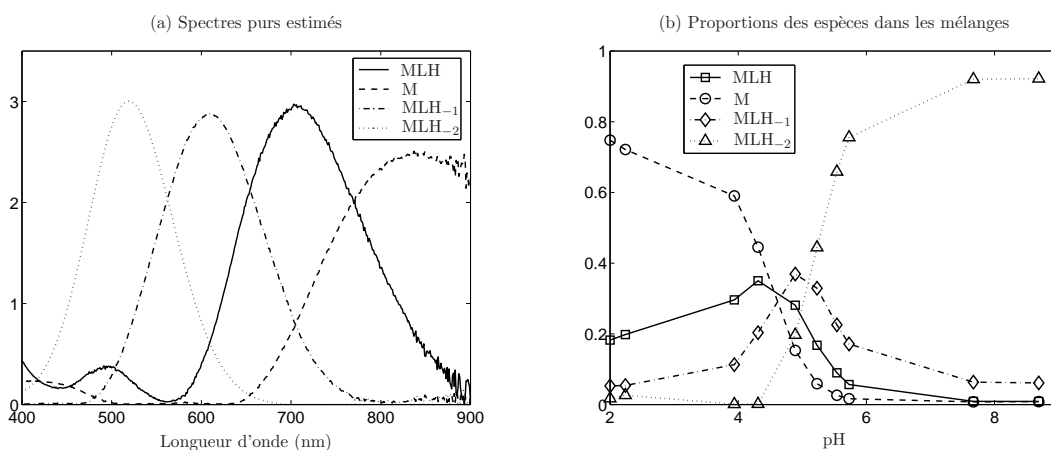 (a) Spectres purs estimés
3
2
1
0
400 500 600 700 800 900
Longueur d'onde (nm)
MLH
M
MLH₋₁
MLH₋₂
(b) Proportions des espèces dans les mélanges
1
0.8
0.6
0.4
0.2
0
2 4 6 8
pH
MLH
M
MLH₋₁
MLH₋₂